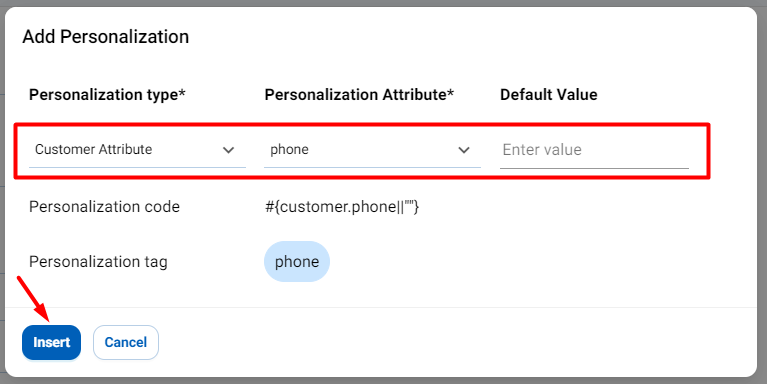 Add Personalization
Personalization type* Personalization Attribute* Default Value
Customer Attribute phone Enter value
Personalization code #{customer.phone||""}
Personalization tag phone
Insert Cancel